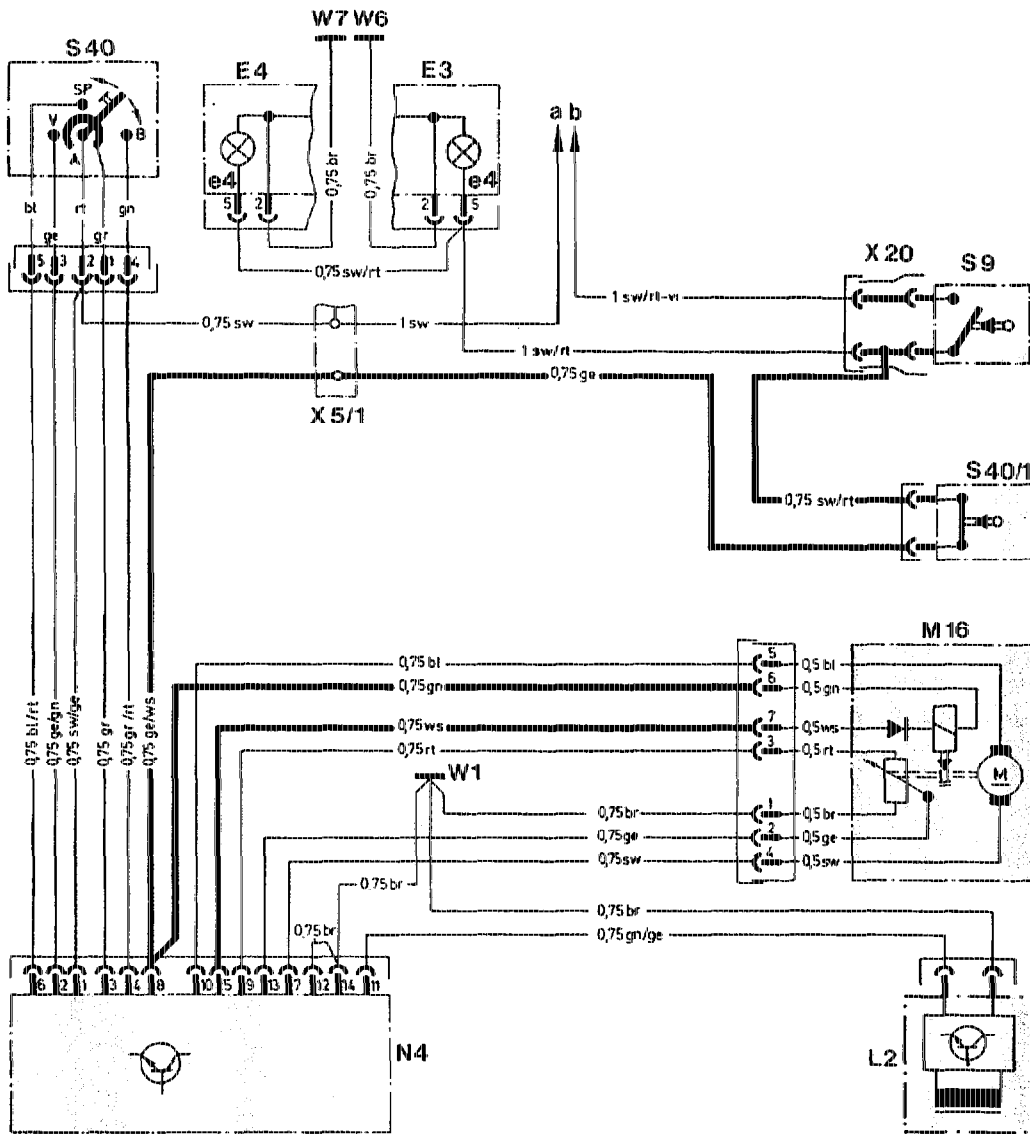 W7 W6
S40
E4
E3
SP
V
A
B
a b
e4
e4
0,75 br
0,75 br
5 2
2 5
bl
rt
gn
ge
gr
5 3 2 1 4
0,75 sw/rt
X 20
S 9
1 sw/rt-vi
0,75 sw
1 sw
1 sw/rt
0,75 ge
X 5/1
S 40/1
0,75 sw/rt
M 16
0,75 bl
5
0,5 bl
0,75 gn
6
0,5 gn
0,75 ws
7
0,5 ws
0,75 rt
3
0,5 rt
M
W1
0,75 br
1
0,5 br
0,75 ge
2
0,5 ge
0,75 sw
4
0,5 sw
0,75 bl/rt
0,75 ge/gn
0,75 sw/ge
0,75 gr
0,75 gr/rt
0,75 ge/ws
0,75 br
0,75 br
0,75 br
0,75 gn/ge
6 2 1 3 4 8 10 5 9 13 7 12 14 11
N4
L2